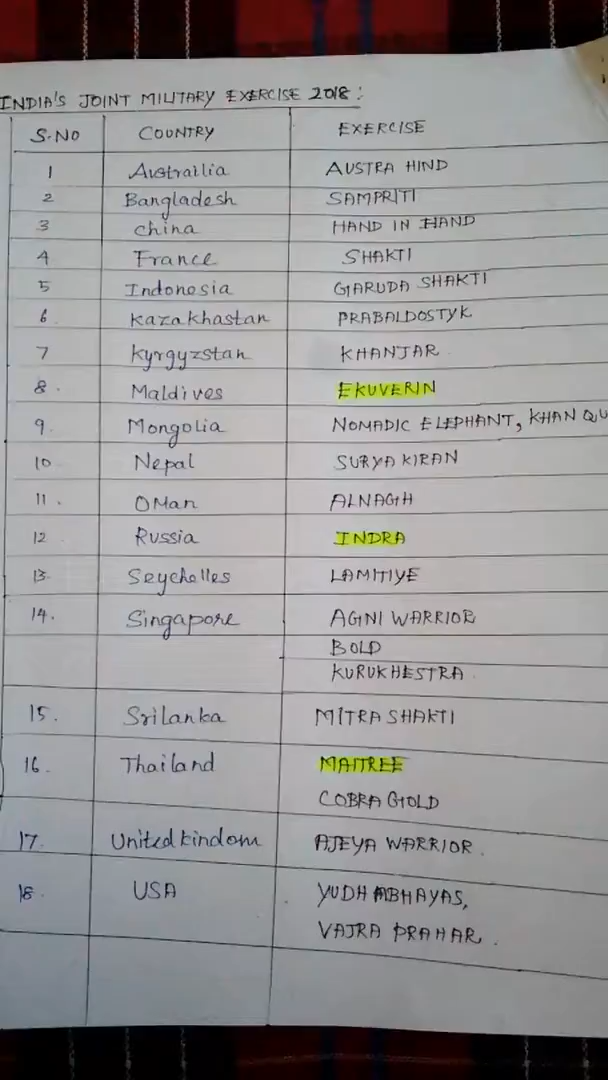 INDIA'S JOINT MILITARY EXERCISE 2018:
S.NO COUNTRY EXERCISE
1 Austrailia AUSTRA HIND
2 Bangladesh SAMPRITI
3 china HAND IN HAND
4 France SHAKTI
5 Indonesia GARUDA SHAKTI
6. Kazakhastan PRABALDOSTYK
7 Kyrgyzstan KHANJAR.
8. Maldives EKUVERIN
9. Mongolia NOMADIC ELEPHANT, KHAN QU
10 Nepal SURYA KIRAN
11. OMan ALNAGH
12 Russia INDRA
13 Seychelles LAMITIYE
14. Singapore AGINI WARRIOR
BOLD
KURUKHESTRA.
15. Srilanka MITRA SHAKTI
16. Thailand MAITREE
COBRA GOLD
17. United kindom AJEYA WARRIOR.
18. USA YUDH ABHAYAS,
VAJRA PRAHAR.